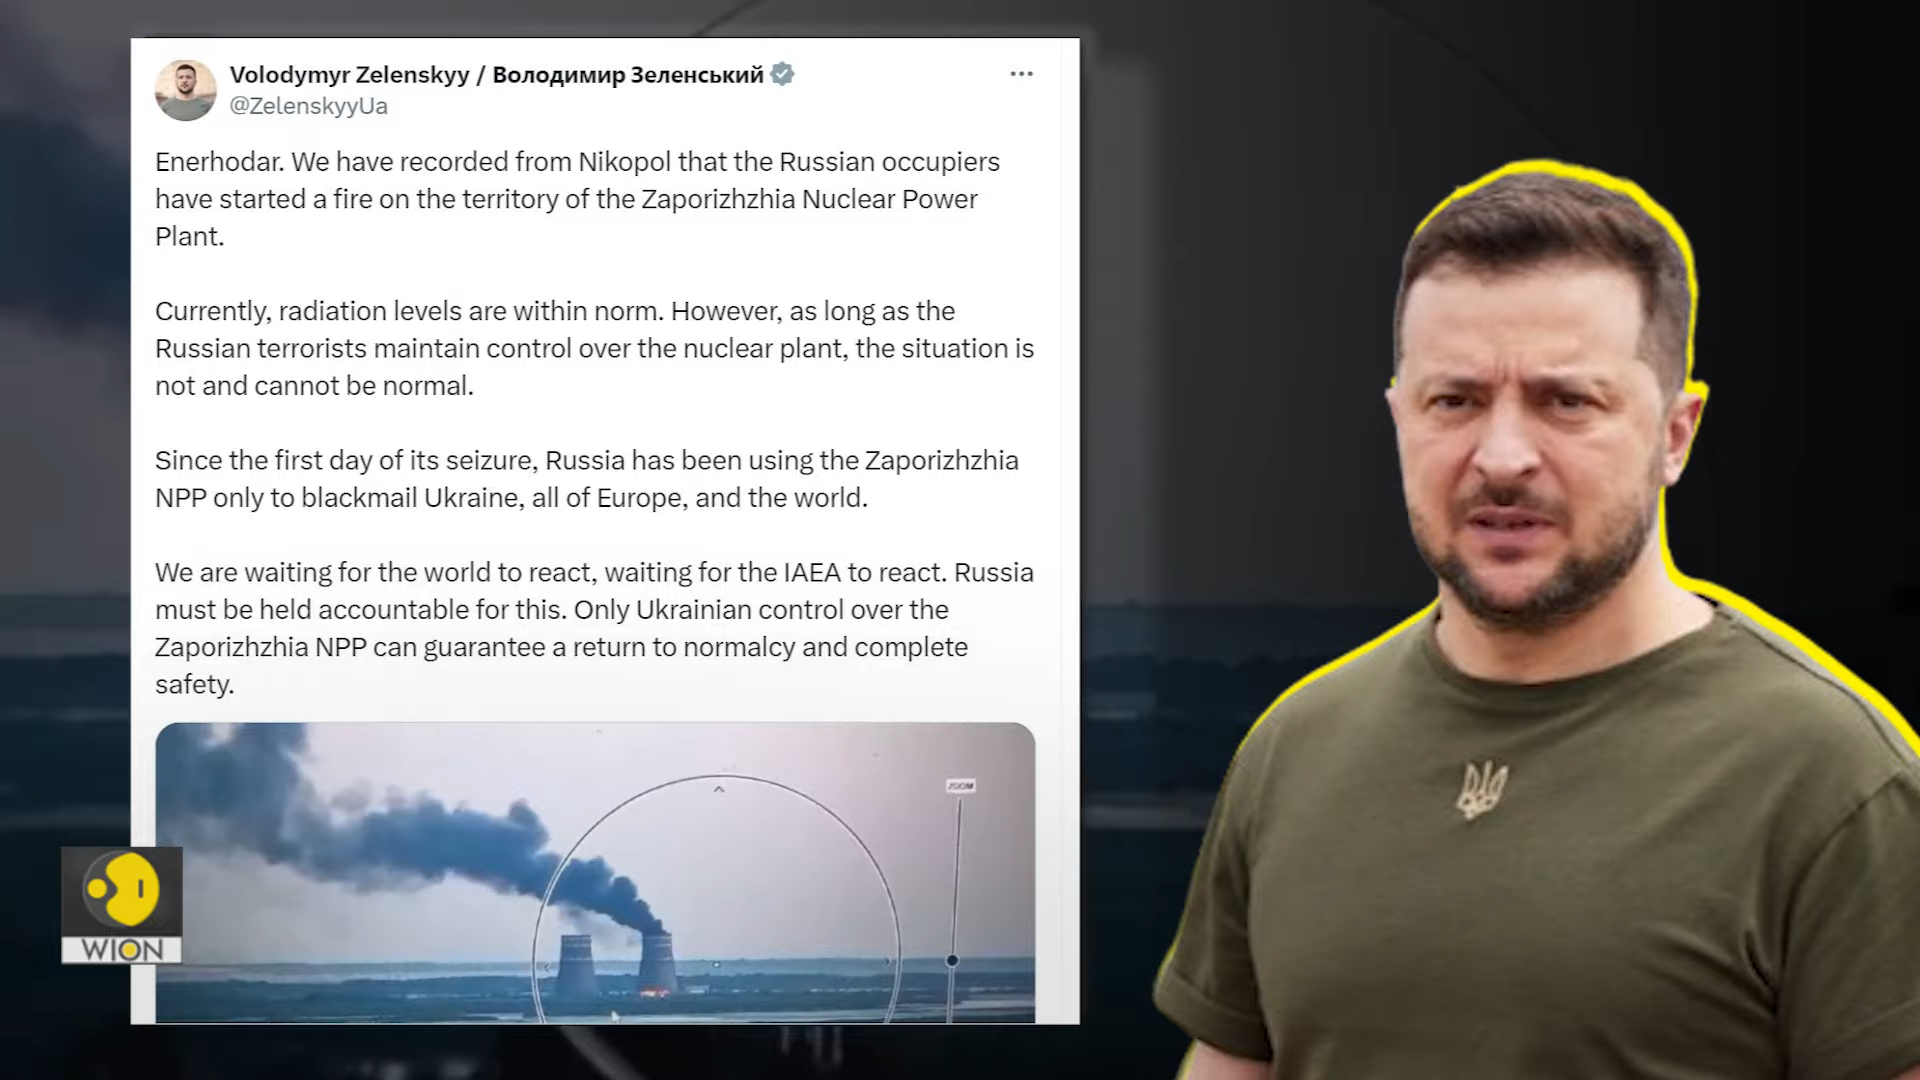 Volodymyr Zelenskyy / Володимир Зеленський
@ZelenskyyUa
Enerhodar. We have recorded from Nikopol that the Russian occupiers
have started a fire on the territory of the Zaporizhzhia Nuclear Power
Plant.
Currently, radiation levels are within norm. However, as long as the
Russian terrorists maintain control over the nuclear plant, the situation is
not and cannot be normal.
Since the first day of its seizure, Russia has been using the Zaporizhzhia
NPP only to blackmail Ukraine, all of Europe, and the world.
We are waiting for the world to react, waiting for the IAEA to react. Russia
must be held accountable for this. Only Ukrainian control over the
Zaporizhzhia NPP can guarantee a return to normalcy and complete
safety.
ZOOM
WION